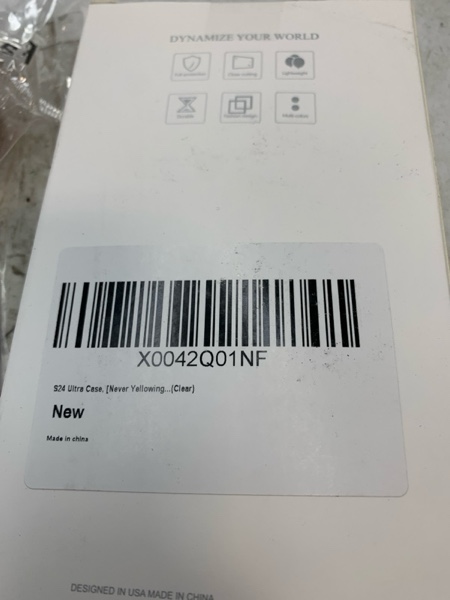 DYNAMIZE YOUR WORLD
Lightweight
X0042Q01NF
S24 Ultra Case, [Never Yellowing...(Clear)
New
Made in china
DESIGNED IN USA MADE IN CHINA